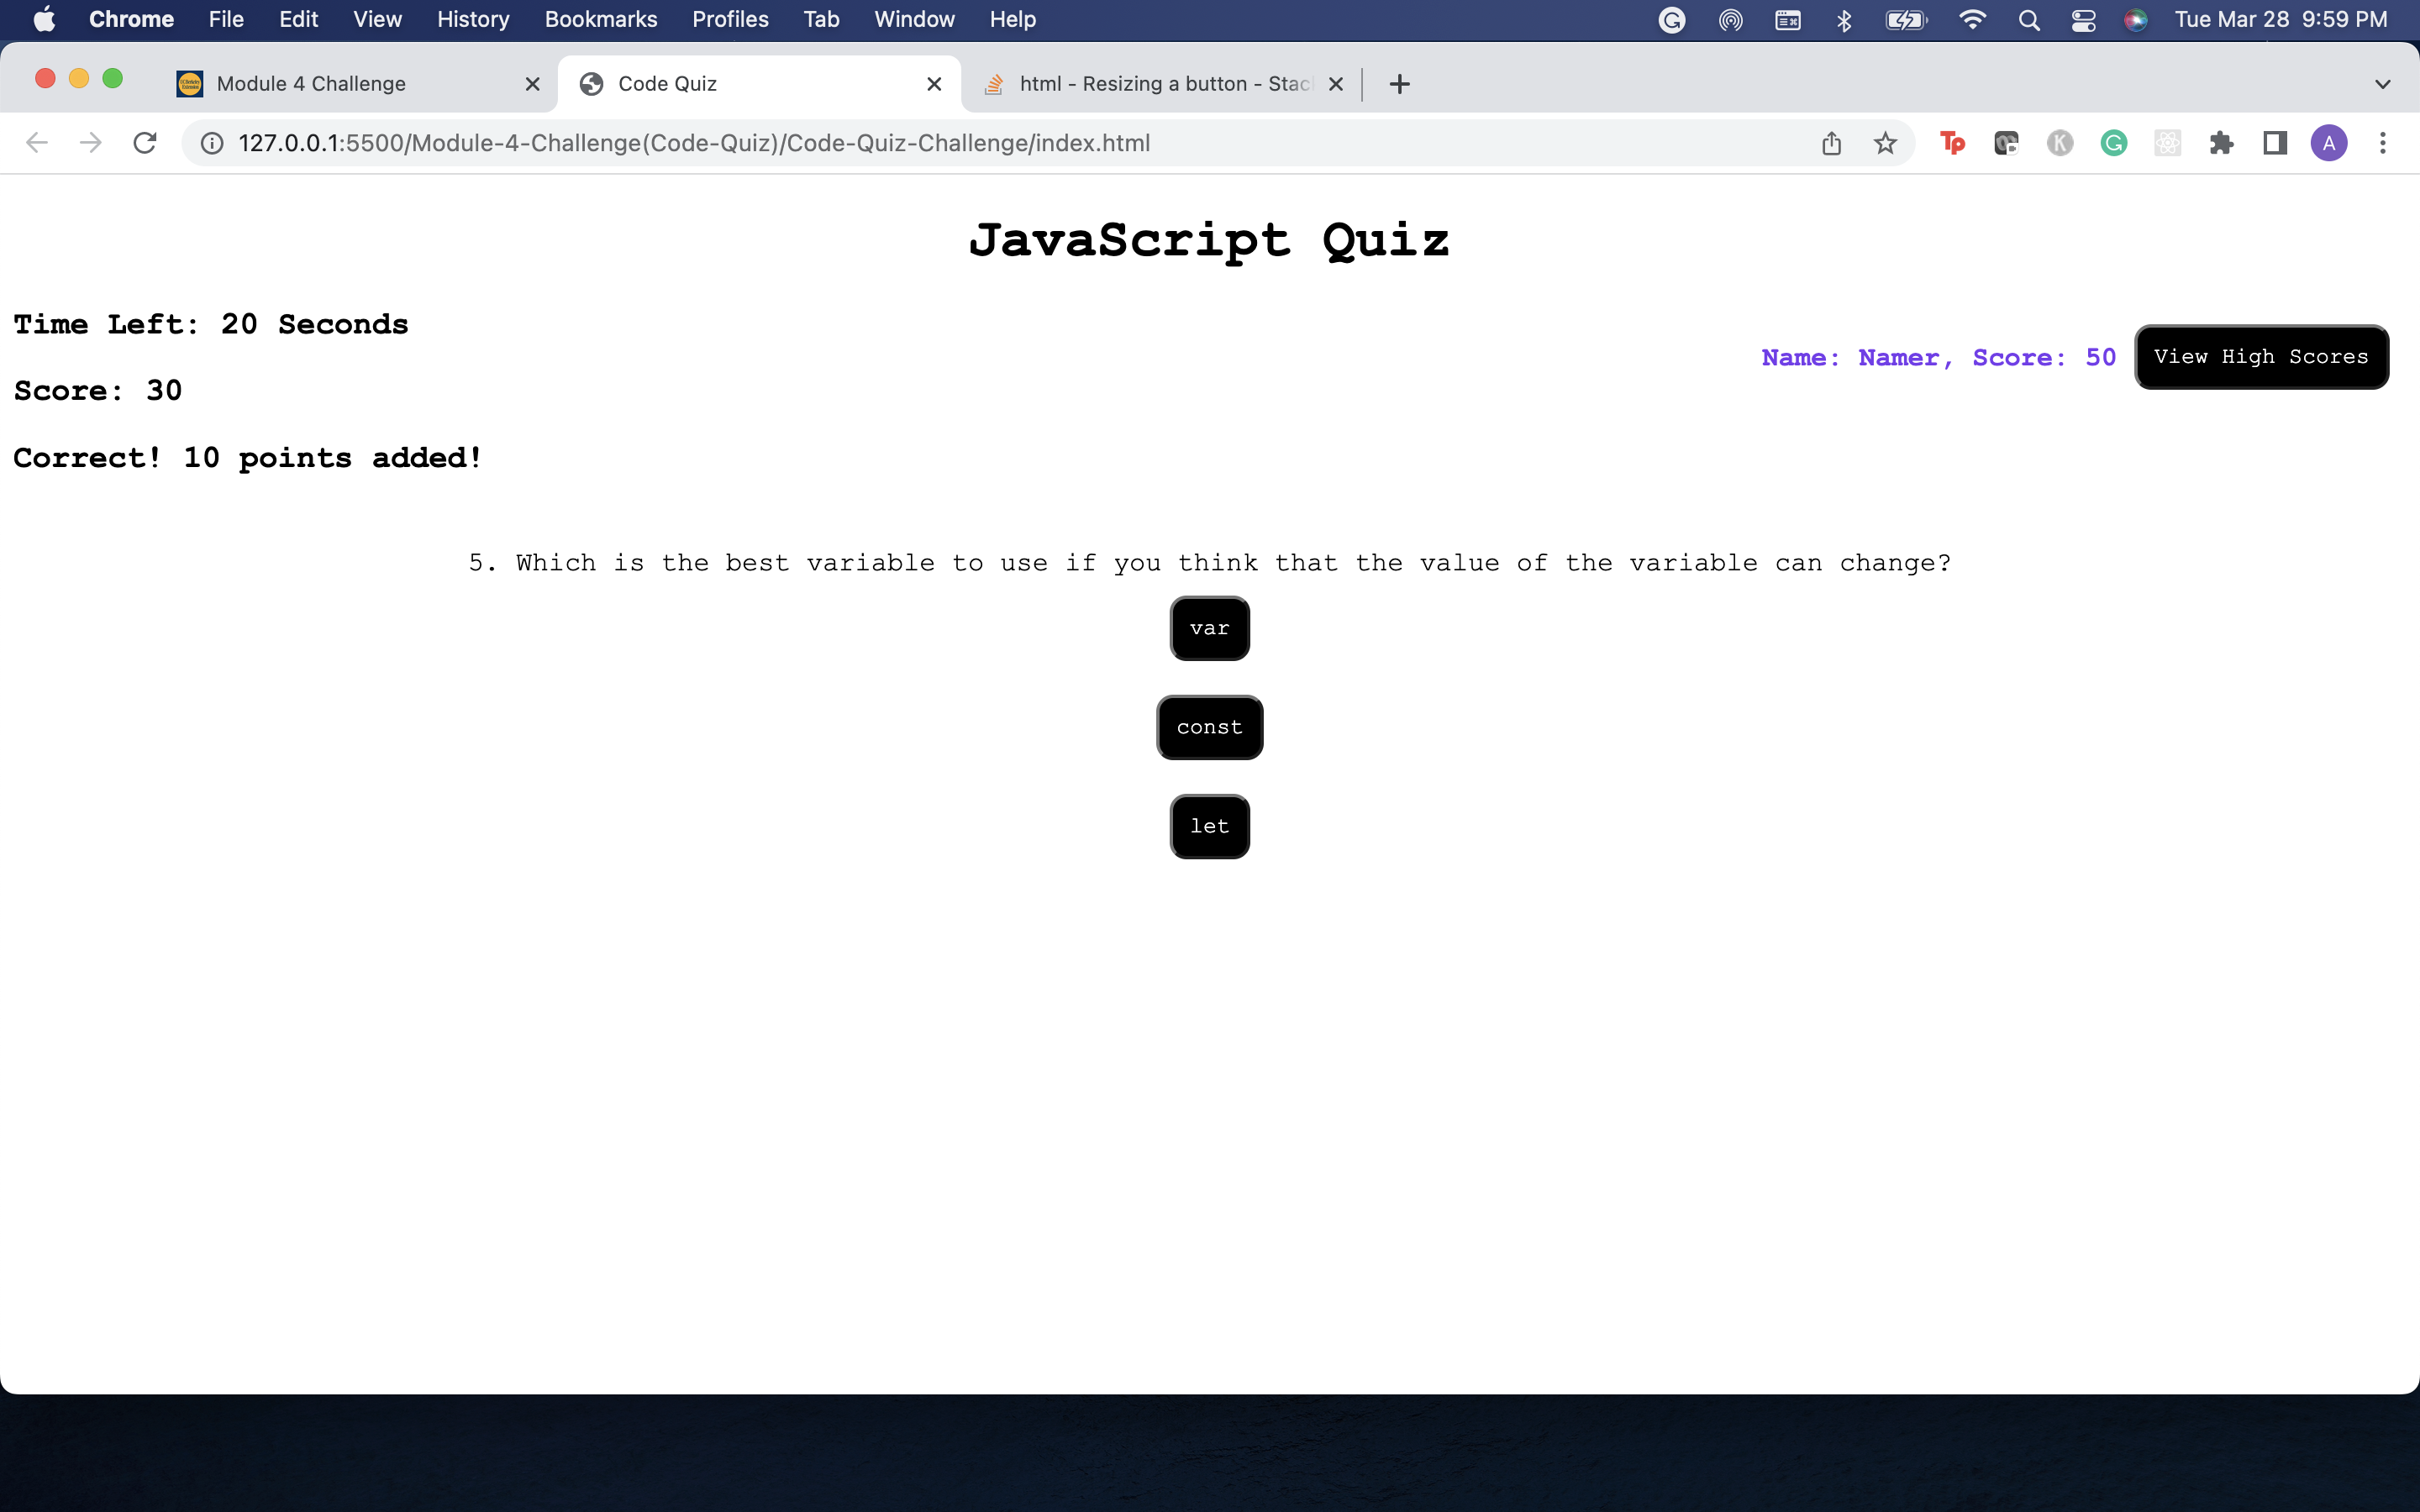 Chrome File Edit View History Bookmarks Profiles Tab Window Help Tue Mar 28 9:59 PM
Module 4 Challenge Code Quiz html - Resizing a button - Stac
127.0.0.1:5500/Module-4-Challenge(Code-Quiz)/Code-Quiz-Challenge/index.html Tp K G A
JavaScript Quiz
Time Left: 20 Seconds
Name: Namer, Score: 50 View High Scores
Score: 30
Correct! 10 points added!
5. Which is the best variable to use if you think that the value of the variable can change?
var
const
let